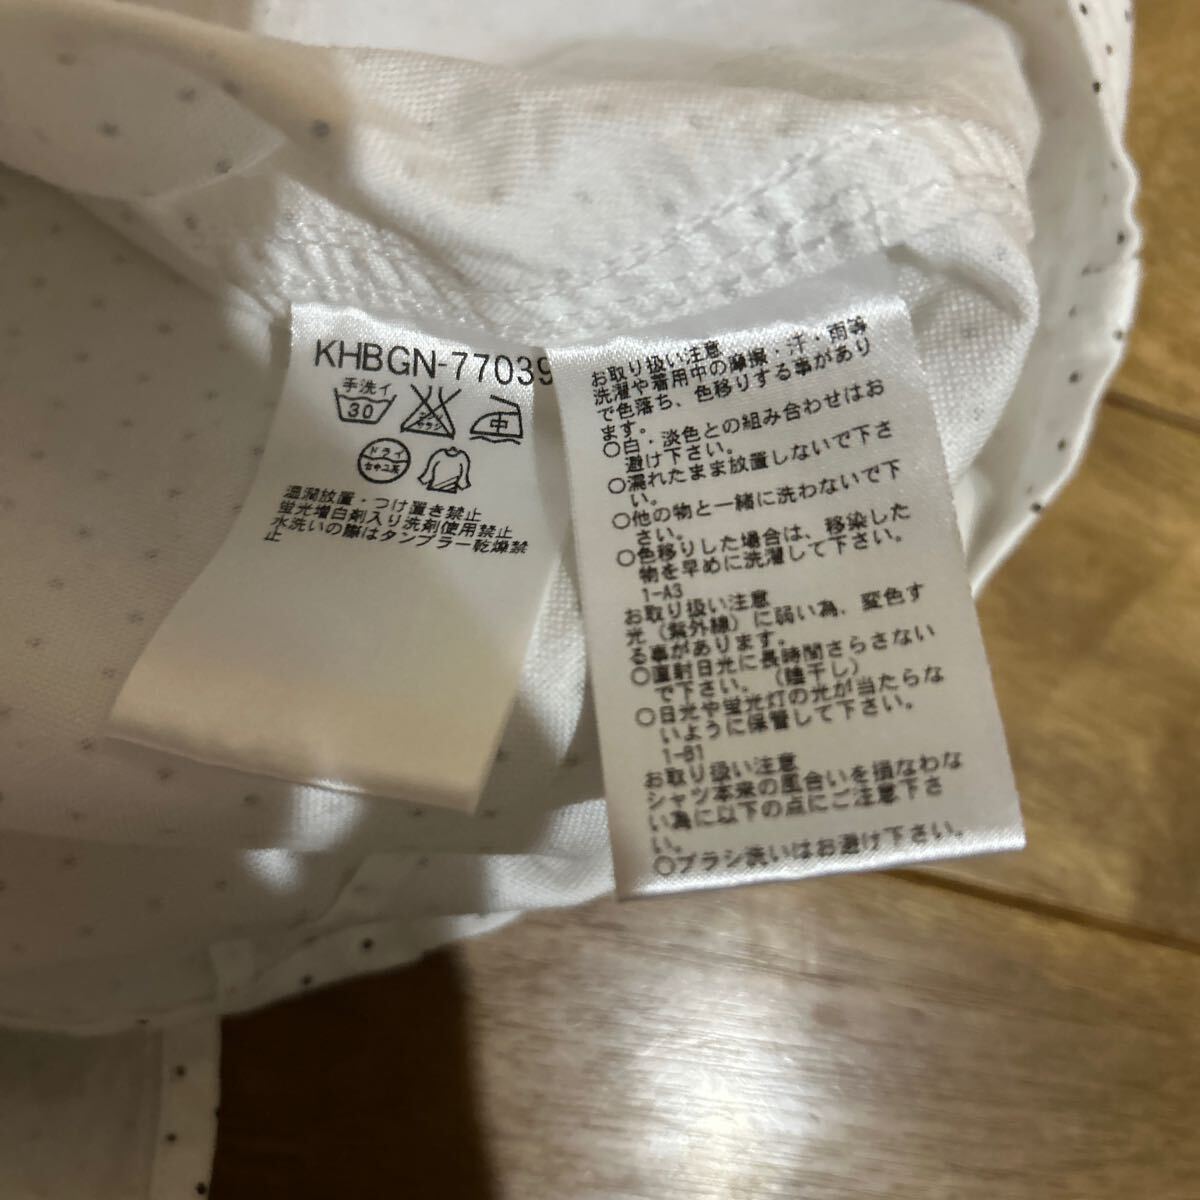 KHBGN-77039
手洗イ
30
エンソ
サラシ
中
ドライ
セキユ系
湿潤放置・つけ置き禁止
蛍光増白剤入り洗剤使用禁止
水洗いの際はタンブラー乾燥禁
止
お取り扱い注意
洗濯や着用中の摩擦・汗・雨等
で色落ち、色移りする事があり
ます。
○白・淡色との組み合わせはお
避け下さい。
○濡れたまま放置しないで下さ
い。
○他の物と一緒に洗わないで下
さい。
○色移りした場合は、移染した
物を早めに洗濯して下さい。
1-A3
お取り扱い注意
光（紫外線）に弱い為、変色す
る事があります。
○直射日光に長時間さらさない
で下さい。（陰干し）
○日光や蛍光灯の光が当たらな
いように保管して下さい。
1-B1
お取り扱い注意
シャツ本来の風合いを損なわな
い為に以下の点にご注意下さ
い。
○ブラシ洗いはお避け下さい。